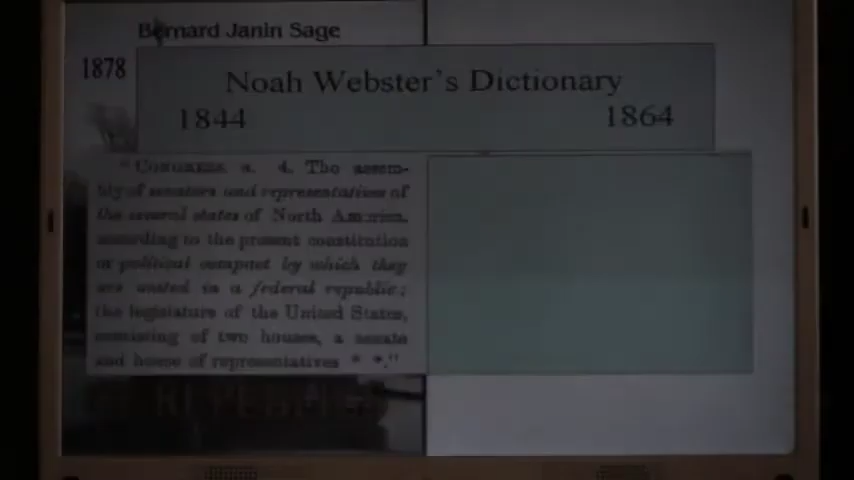 Bernard Janin Sage
1878
Noah Webster's Dictionary
1844
1864
"CONGRESS n. 4. The assem-
bly of senators and representatives of
the several states of North America,
according to the present constitution
or political compact by which they
are united in a federal republic;
the legislature of the United States,
consisting of two houses, a senate
and house of representatives * *."